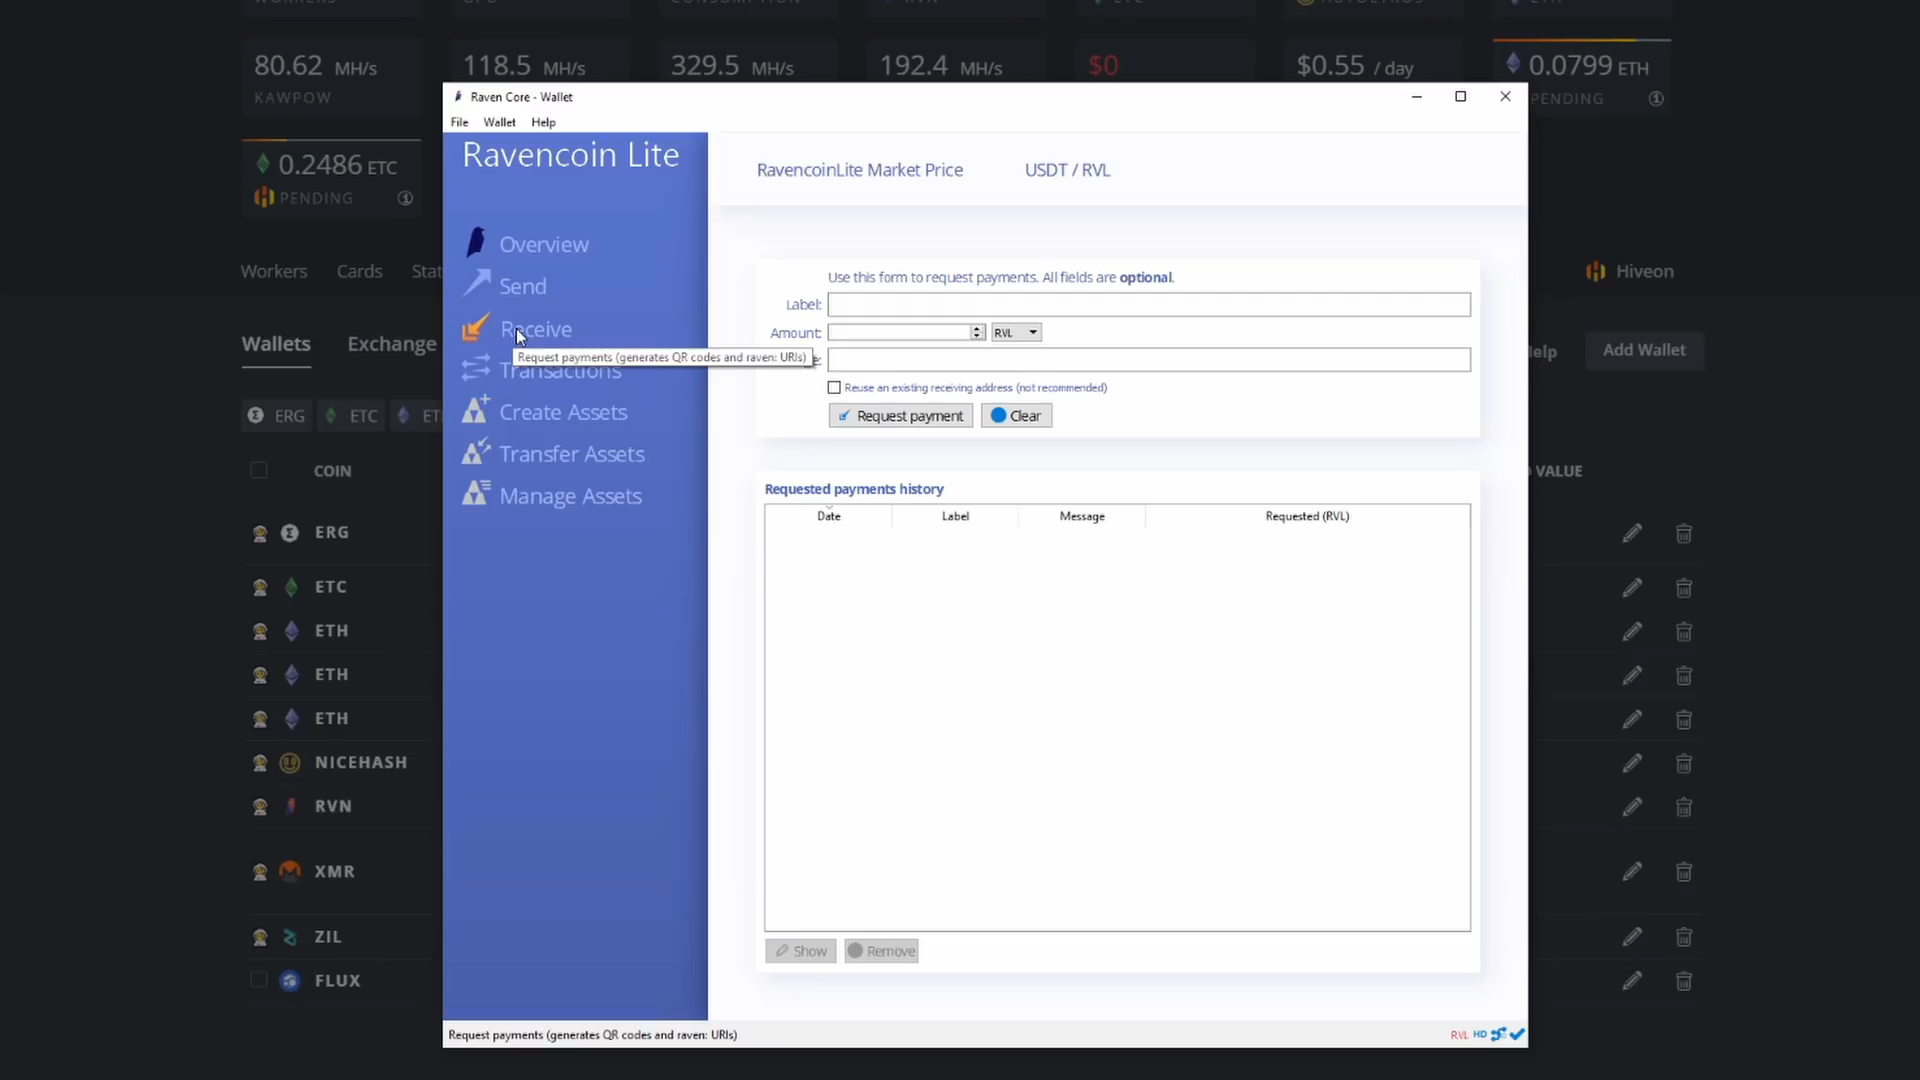 80.62 MH/s
KAWPOW
118.5 MH/s
329.5 MH/s
192.4 MH/s
$0
$0.55 / day
0.0799 ETH
PENDING
0.2486 ETC
PENDING
Raven Core - Wallet
File Wallet Help
Ravencoin Lite
RavencoinLite Market Price USDT / RVL
Overview
Send
Receive
Transactions
Create Assets
Transfer Assets
Manage Assets
Request payments (generates QR codes and raven: URIs)
Use this form to request payments. All fields are optional.
Label:
Amount: RVL
Reuse an existing receiving address (not recommended)
Request payment Clear
Requested payments history
Date Label Message Requested (RVL)
Show Remove
Request payments (generates QR codes and raven: URIs)
RVL HD
Workers Cards
Hiveon
Wallets Exchange
Add Wallet
ERG ETC
COIN
VALUE
ERG
ETC
ETH
ETH
ETH
NICEHASH
RVN
XMR
ZIL
FLUX